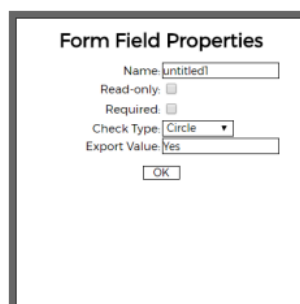 Form Field Properties
Name: untitled1
Read-only:
Required:
Check Type: Circle
Export Value: Yes
OK